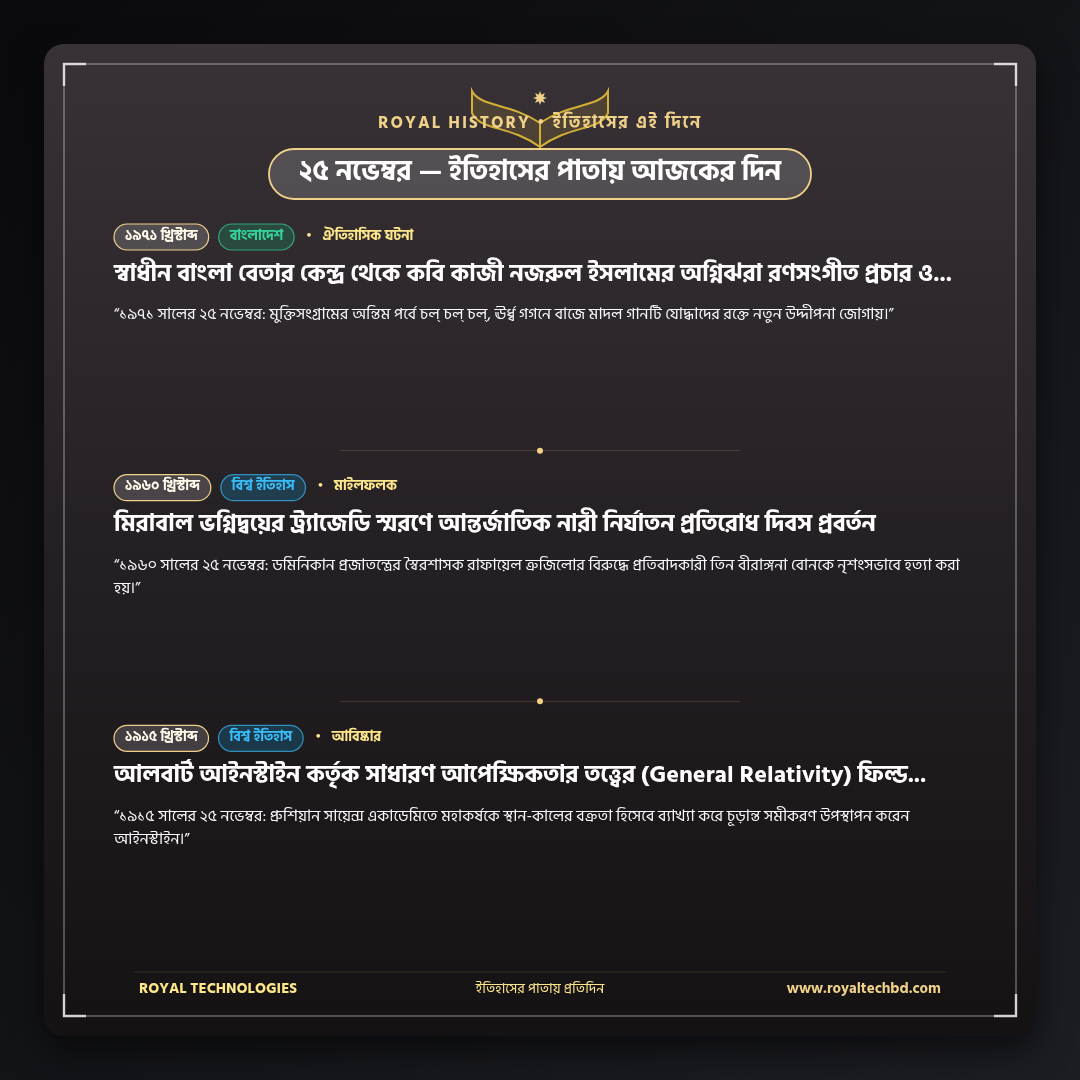 ROYAL HISTORY • ইতিহাসের এই দিনে
২৫ নভেম্বর — ইতিহাসের পাতায় আজকের দিন
১৯৭১ খ্রিস্টাব্দ বাংলাদেশ • ঐতিহাসিক ঘটনা
স্বাধীন বাংলা বেতার কেন্দ্র থেকে কবি কাজী নজরুল ইসলামের অগ্নিঝরা রণসংগীত প্রচার ও...
“১৯৭১ সালের ২৫ নভেম্বর: মুক্তিসংগ্রামের অন্তিম পর্বে চল্ চল্ চল্, ঊর্ধ্ব গগনে বাজে মাদল গানটি যোদ্ধাদের রক্তে নতুন উদ্দীপনা জোগায়।”
১৯৬০ খ্রিস্টাব্দ বিশ্ব ইতিহাস • মাইলফলক
মিরাবাল ভগ্নিদ্বয়ের ট্র্যাজেডি স্মরণে আন্তর্জাতিক নারী নির্যাতন প্রতিরোধ দিবস প্রবর্তন
“১৯৬০ সালের ২৫ নভেম্বর: ডমিনিকান প্রজাতন্ত্রের স্বৈরশাসক রাফায়েল ত্রুজিলোর বিরুদ্ধে প্রতিবাদকারী তিন বীরাঙ্গনা বোনকে নৃশংসভাবে হত্যা করা
হয়।”
১৯১৫ খ্রিস্টাব্দ বিশ্ব ইতিহাস • আবিষ্কার
আলবার্ট আইনস্টাইন কর্তৃক সাধারণ আপেক্ষিকতার তত্ত্বের (General Relativity) ফিল্ড...
“১৯১৫ সালের ২৫ নভেম্বর: প্রুশিয়ান সায়েন্স একাডেমিতে মহাকর্ষকে স্থান-কালের বক্রতা হিসেবে ব্যাখ্যা করে চূড়ান্ত সমীকরণ উপস্থাপন করেন
আইনস্টাইন।”
ROYAL TECHNOLOGIES ইতিহাসের পাতায় প্রতিদিন www.royaltechbd.com